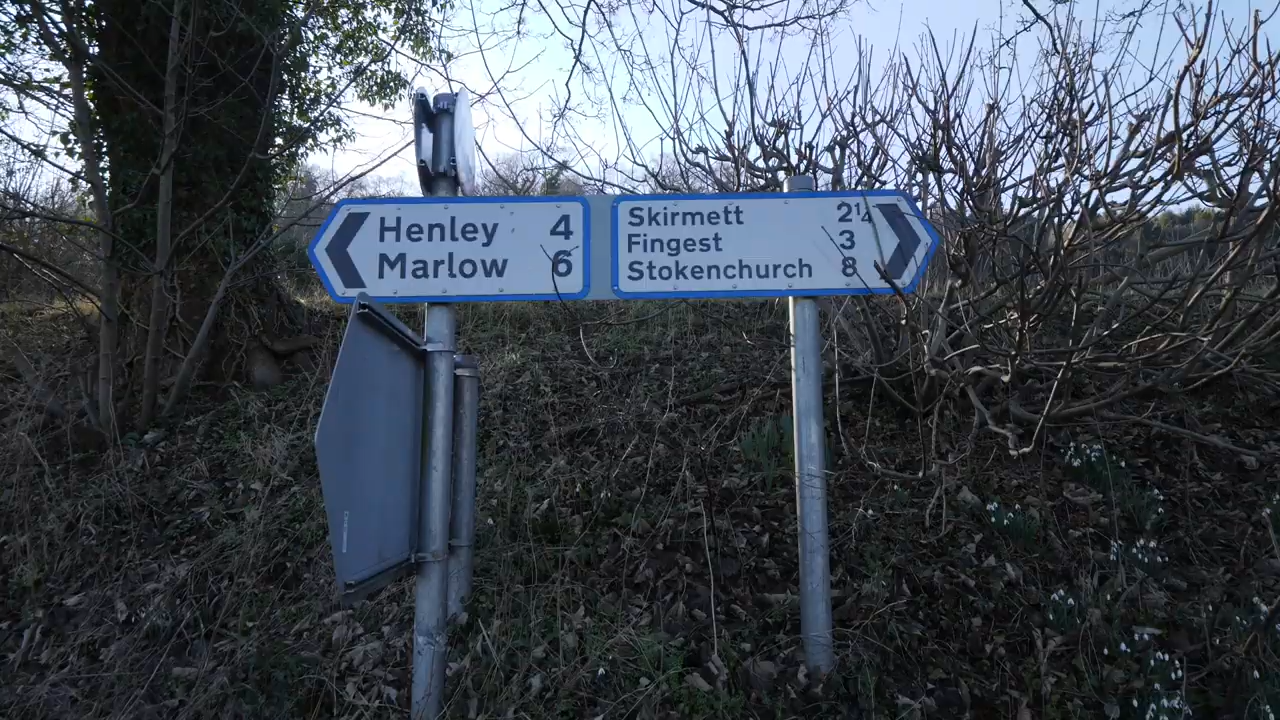 Henley 4
Marlow 6
Skirmett 2¼
Fingest 3
Stokenchurch 8